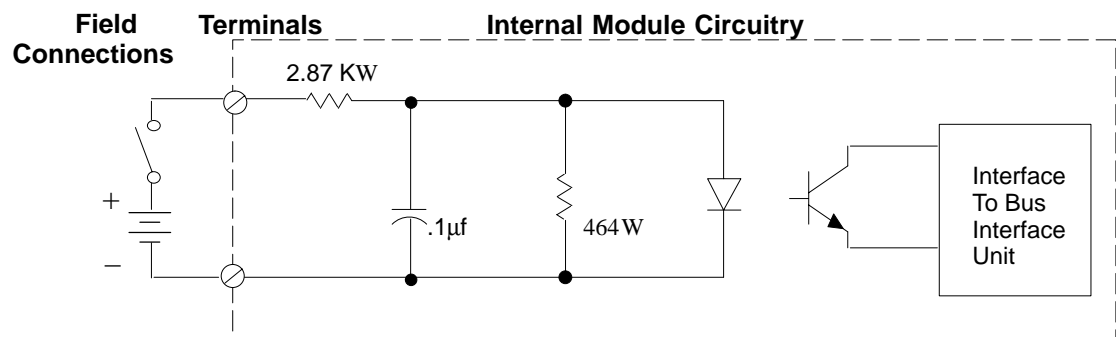 Field
Connections
Terminals
Internal Module Circuitry
2.87 KW
+
–
.1µf
464W
Interface
To Bus
Interface
Unit